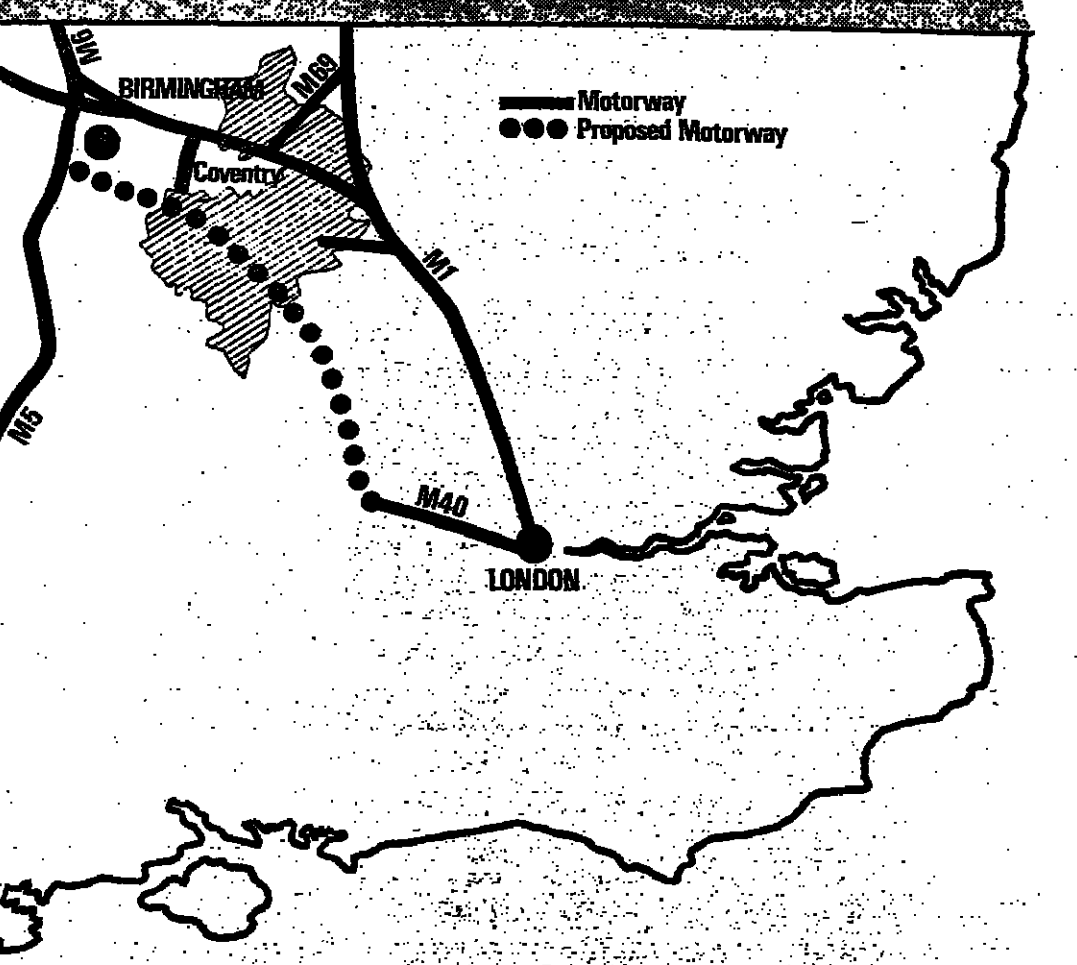 M6
BIRMINGHAM
M69
Motorway
Proposed Motorway
Coventry
M1
M5
M40
LONDON